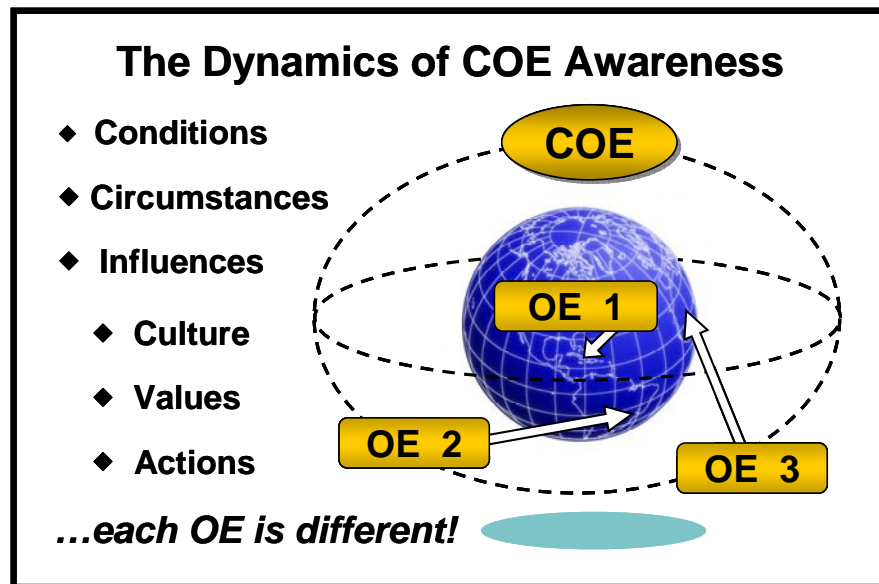 The Dynamics of COE Awareness
◆ Conditions
◆ Circumstances
◆ Influences
◆ Culture
◆ Values
◆ Actions
...each OE is different!
COE
OE 1
OE 2
OE 3